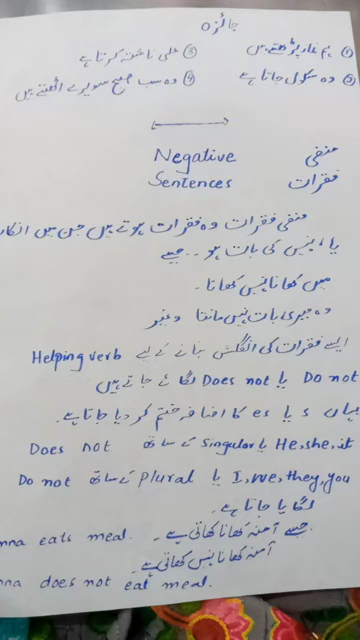 جائزہ
① ہم نماز پڑھتے ہیں ③ علی ناشتہ کرتا ہے
② وہ سکول جاتا ہے ④ وہ سب صبح سویرے اٹھتے ہیں
منفی Negative
فقرات Sentences
منفی فقرات وہ فقرات ہوتے ہیں جن میں انکار
یا نہیں کی بات ہو ۔۔ جیسے
میں کھانا نہیں کھاتا۔
وہ میری بات نہیں مانتا وغیر
ایسے فقرات کی انگلش بنانے کے لیے Helping verb
Do not یا Does not لگائے جاتے ہیں
یہاں s یا es کا اضافہ ختم کر دیا جاتا ہے۔
He, she, it یا Singular کے ساتھ Does not
I, we, they, you یا Plural کے ساتھ Do not
لگایا جاتا ہے۔
جیسے آمنہ کھانا کھاتی ہے۔ nna eats meal.
آمنہ کھانا نہیں کھاتی ہے۔
nna does not eat meal.